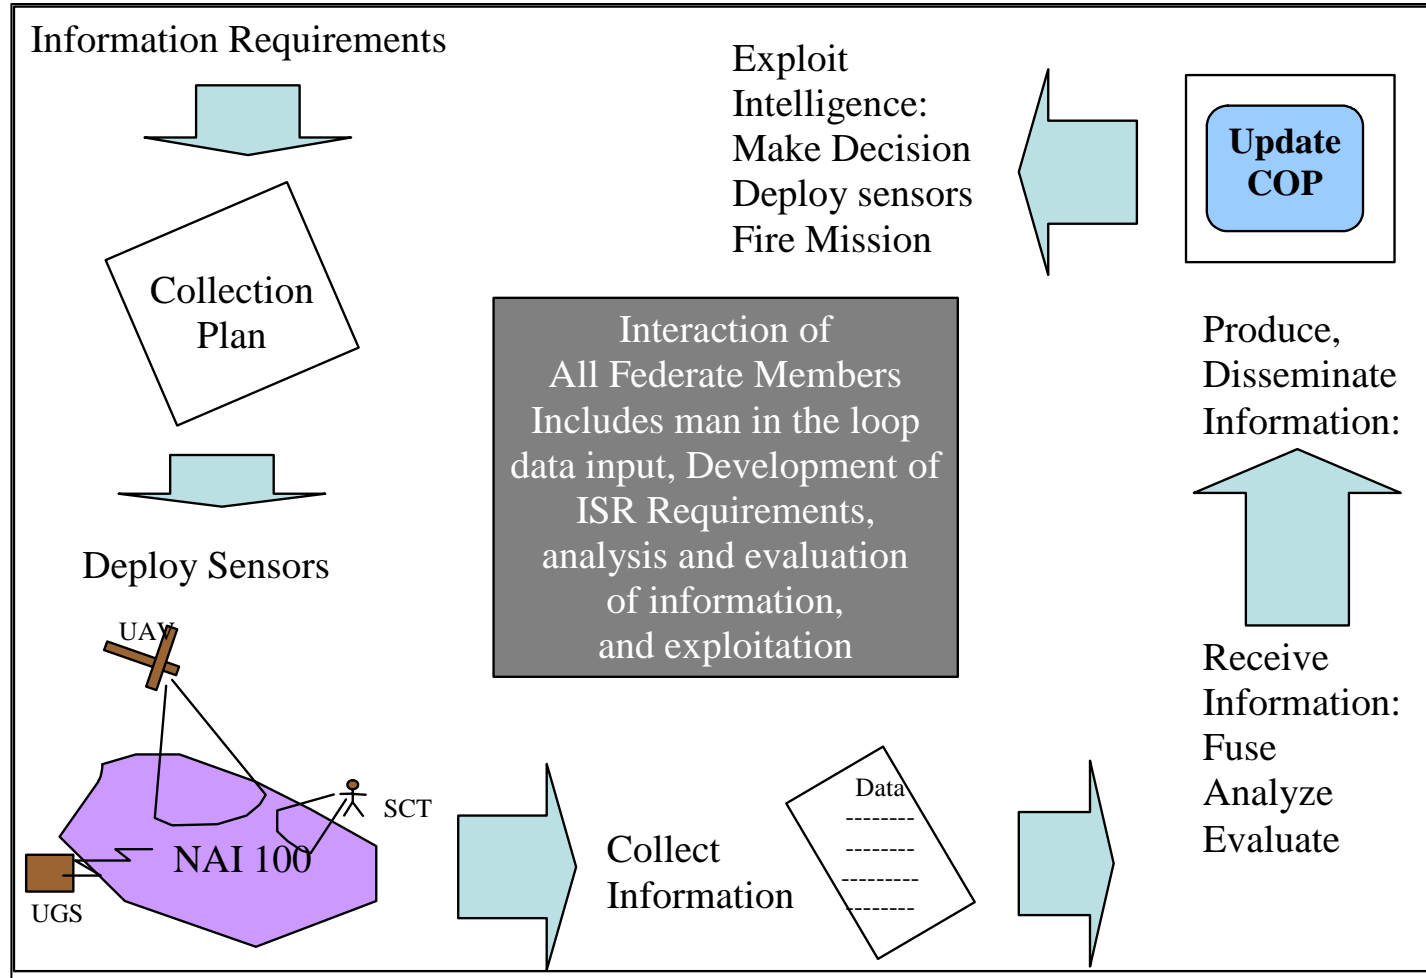 Information Requirements
Collection
Plan
Deploy Sensors
UAV
SCT
NAI 100
UGS
Collect
Information
Data
--------
--------
---------
--------
Receive
Information:
Fuse
Analyze
Evaluate
Produce,
Disseminate
Information:
Update
COP
Exploit
Intelligence:
Make Decision
Deploy sensors
Fire Mission
Interaction of
All Federate Members
Includes man in the loop
data input, Development of
ISR Requirements,
analysis and evaluation
of information,
and exploitation